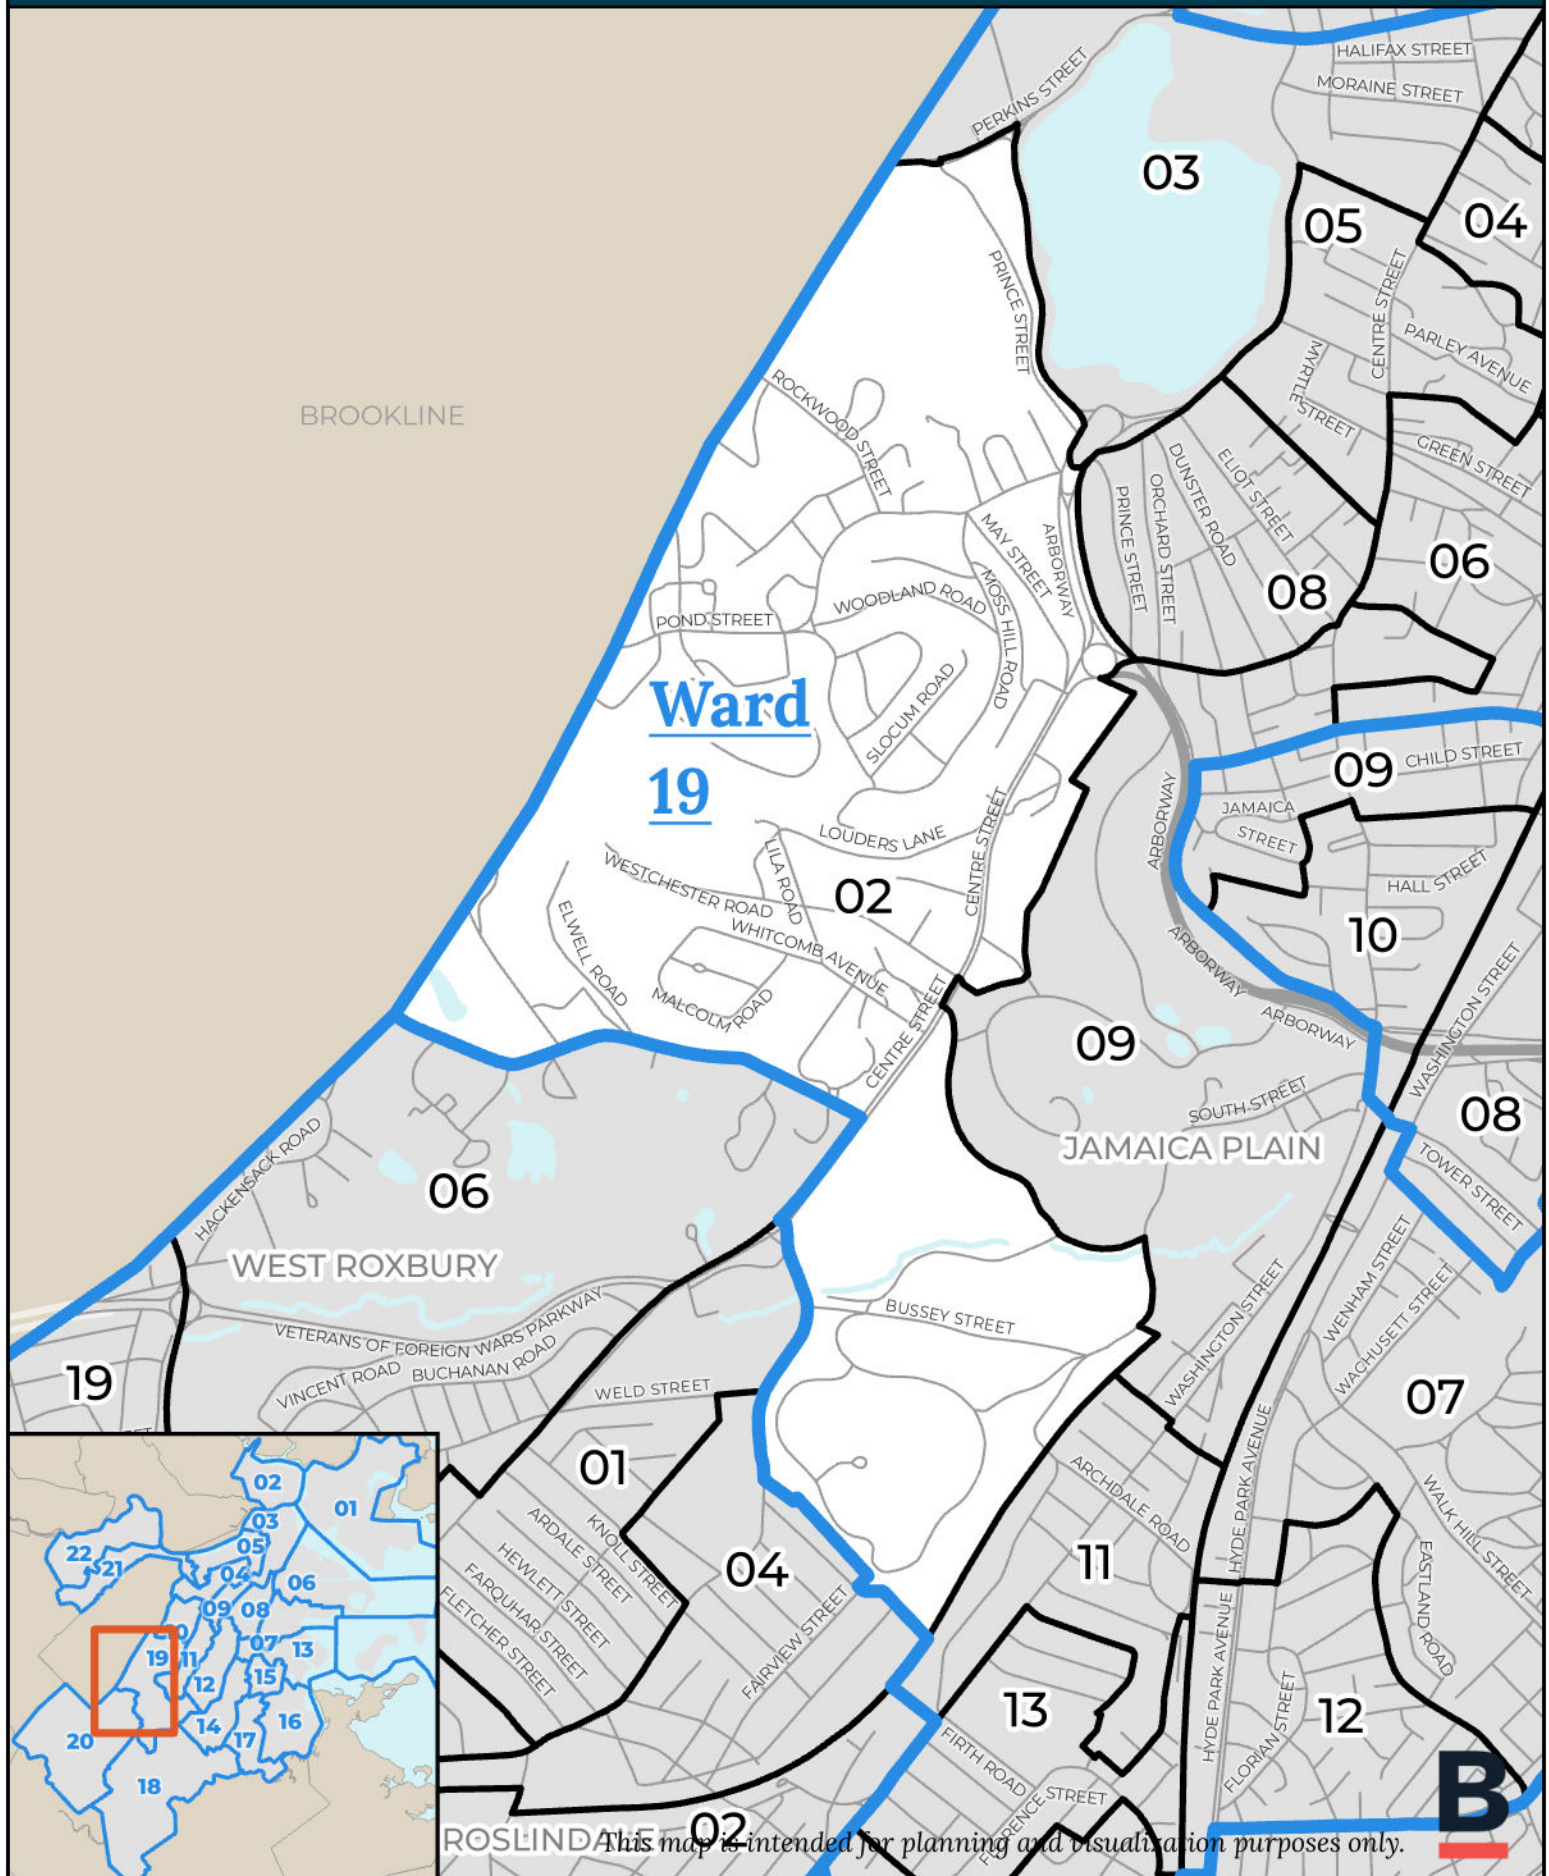 HALIFAX STREET
MORAINE STREET
PERKINS STREET
03
05
04
PRINCE STREET
CENTRE STREET
PARLEY AVENUE
MYRTLE
STREET
BROOKLINE
ROCKWOOD STREET
GREEN STREET
DUNSTER ROAD
ELIOT STREET
ORCHARD STREET
PRINCE STREET
MAY STREET
ARBORWAY
06
08
WOODLAND ROAD
MOSS HILL ROAD
POND STREET
SLOCUM ROAD
Ward
19
09
CHILD STREET
ARBORWAY
JAMAICA
STREET
LOUDERS LANE
CENTRE STREET
LILA ROAD
WESTCHESTER ROAD
02
HALL STREET
ELWELL ROAD
WHITCOMB AVENUE
10
ARBORWAY
WASHINGTON STREET
MALCOLM ROAD
CENTRE STREET
ARBORWAY
09
SOUTH STREET
08
HACKENSACK ROAD
JAMAICA PLAIN
TOWER STREET
06
WEST ROXBURY
WENHAM STREET
WACHUSETT STREET
WASHINGTON STREET
BUSSEY STREET
VETERANS OF FOREIGN WARS PARKWAY
19
VINCENT ROAD
BUCHANAN ROAD
WELD STREET
07
01
HYDE PARK AVENUE
ARCHDALE ROAD
WALK HILL STREET
KNOLL STREET
ARDALE STREET
HEWLETT STREET
FARQUHAR STREET
FLETCHER STREET
04
11
EASTLAND ROAD
FAIRVIEW STREET
HYDE PARK AVENUE
13
12
FLORIAN STREET
FIRTH ROAD
STREET
02
ROSLINDALE
This map is intended for planning and visualization purposes only.
B
02
01
03
05
22
21
04
06
09
08
07
13
19
11
12
15
14
16
20
17
18